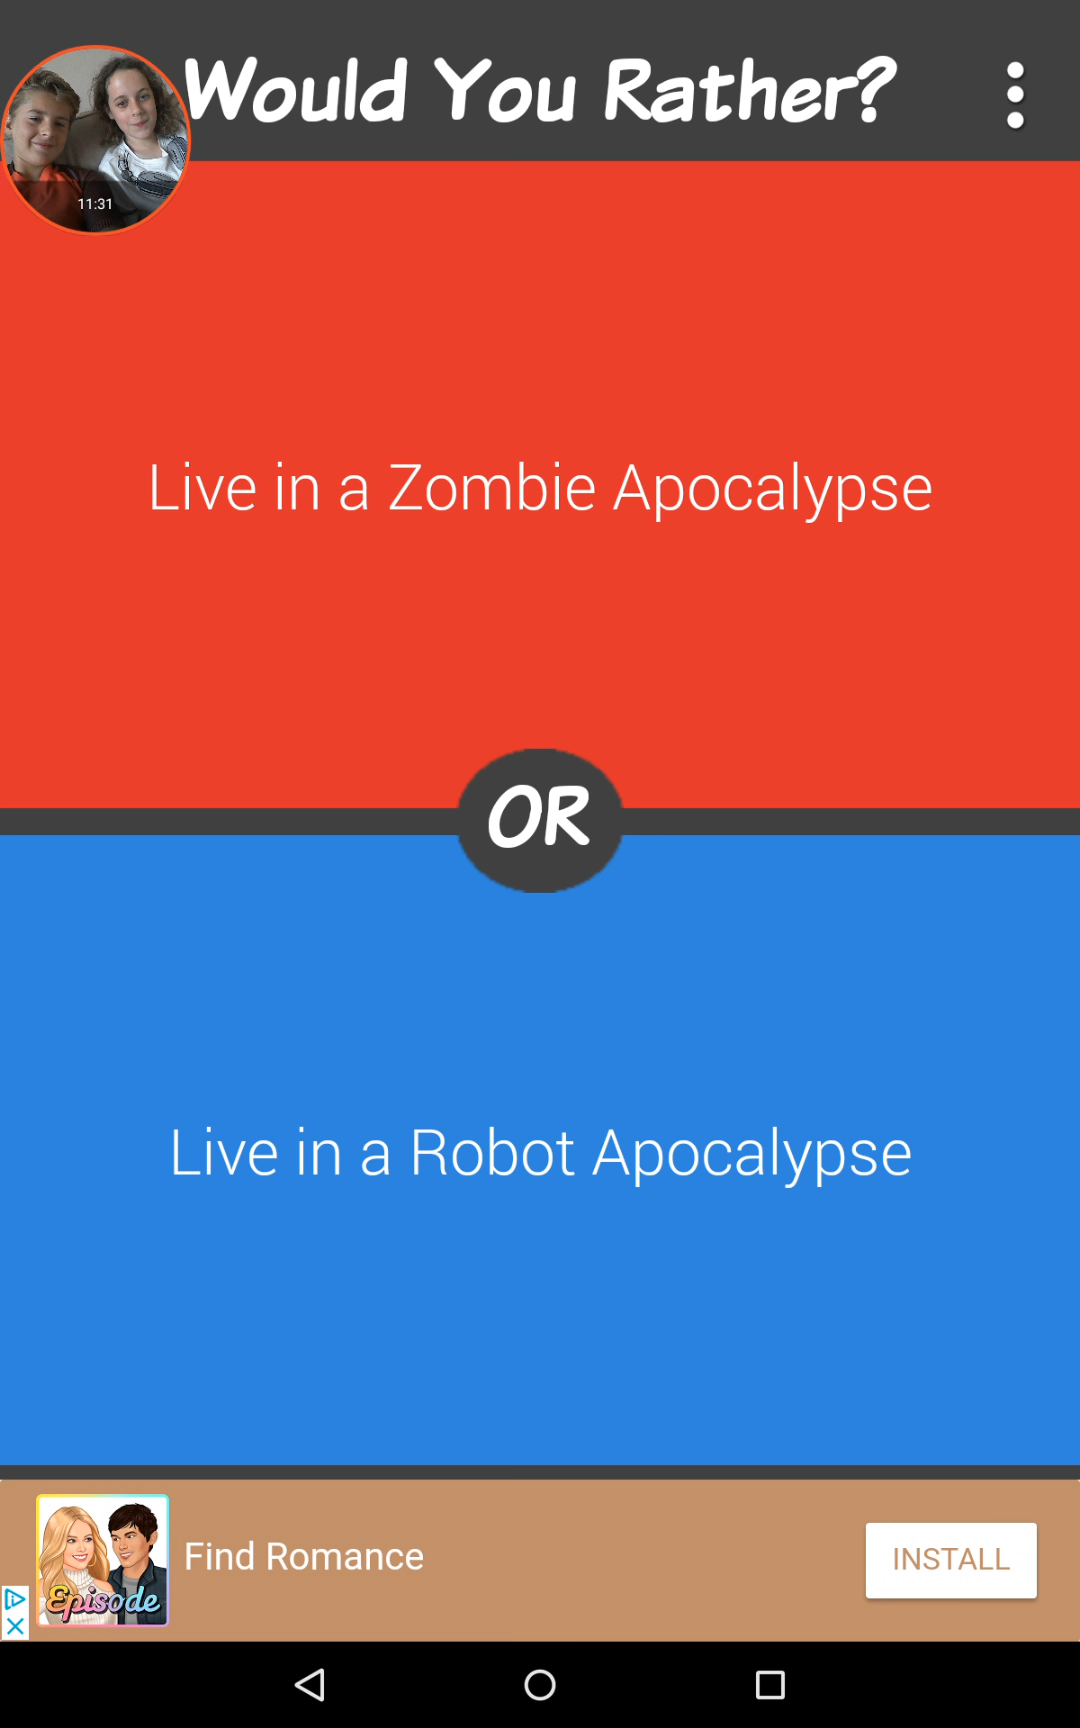 Would You Rather?
11:31
Live in a Zombie Apocalypse
OR
Live in a Robot Apocalypse
Episode
Find Romance
INSTALL